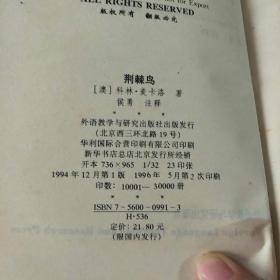 for Export
ALL RIGHTS RESERVED
版权所有 翻版必究
荆棘鸟
[澳] 科林·麦卡洛 著
侯勇 注释
外语教学与研究出版社出版发行
(北京西三环北路19号)
华利国际合营印刷有限公司印刷
新华书店总店北京发行所经销
开本 736×965 1/32 23印张
1994年12月第1版 1996年5月第2次印刷
印数: 10001—30000册
ISBN 7-5600-0991-3
H·536
定价: 21.80元
(限国内发行)